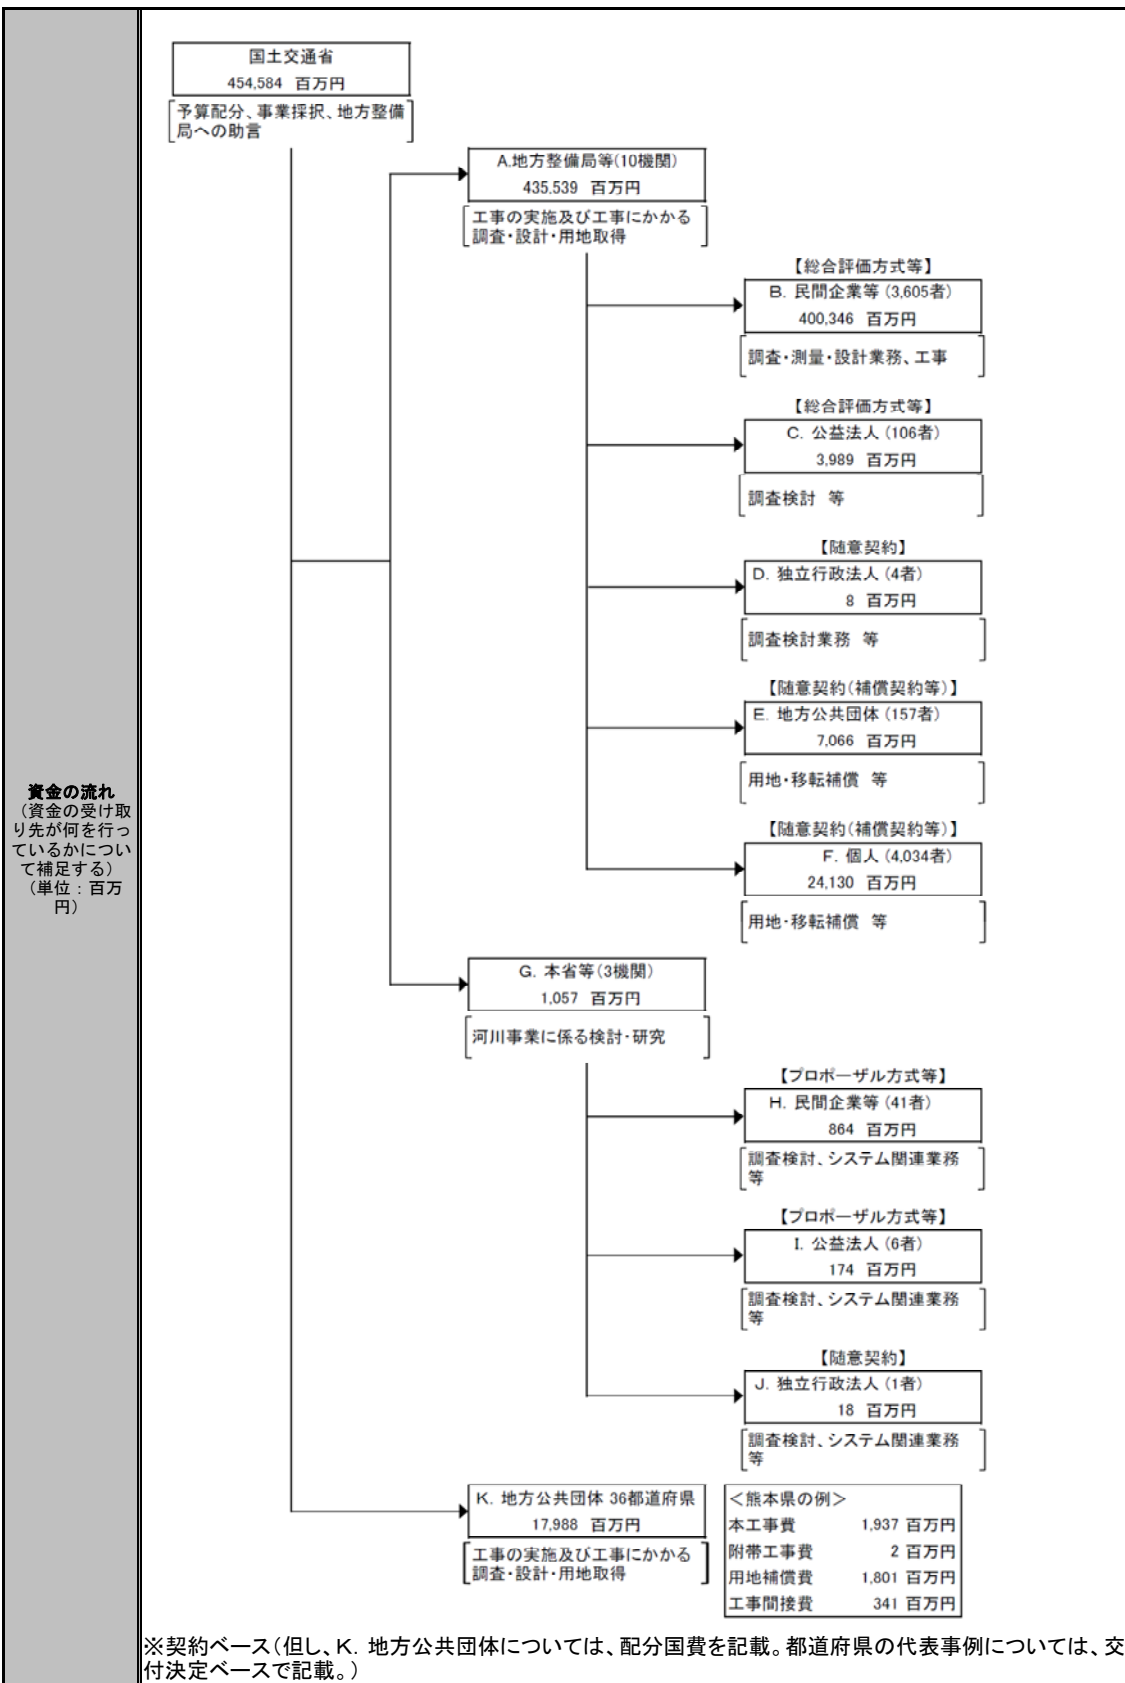 資金の流れ
（資金の受け取
り先が何を行っ
ているかについ
て補足する）
（単位：百万
円）
国土交通省
454,584 百万円
予算配分、事業採択、地方整備
局への助言
A.地方整備局等(10機関)
435.539 百万円
工事の実施及び工事にかかる
調査・設計・用地取得
【総合評価方式等】
B. 民間企業等(3,605者)
400,346 百万円
調査・測量・設計業務、工事
【総合評価方式等】
C. 公益法人(106者)
3,989 百万円
調査検討 等
【随意契約】
D. 独立行政法人(4者)
8 百万円
調査検討業務 等
【随意契約(補償契約等)】
E. 地方公共団体(157者)
7,066 百万円
用地・移転補償 等
【随意契約(補償契約等)】
F. 個人(4,034者)
24,130 百万円
用地・移転補償 等
G. 本省等(3機関)
1,057 百万円
河川事業に係る検討・研究
【プロポーザル方式等】
H. 民間企業等(41者)
864 百万円
調査検討、システム関連業務
等
【プロポーザル方式等】
I. 公益法人(6者)
174 百万円
調査検討、システム関連業務
等
【随意契約】
J. 独立行政法人(1者)
18 百万円
調査検討、システム関連業務
等
K. 地方公共団体 36都道府県
17,988 百万円
工事の実施及び工事にかかる
調査・設計・用地取得
＜熊本県の例＞
本工事費 1,937 百万円
附帯工事費 2 百万円
用地補償費 1,801 百万円
工事間接費 341 百万円
※契約ベース（但し、K．地方公共団体については、配分国費を記載。都道府県の代表事例については、交
付決定ベースで記載。）